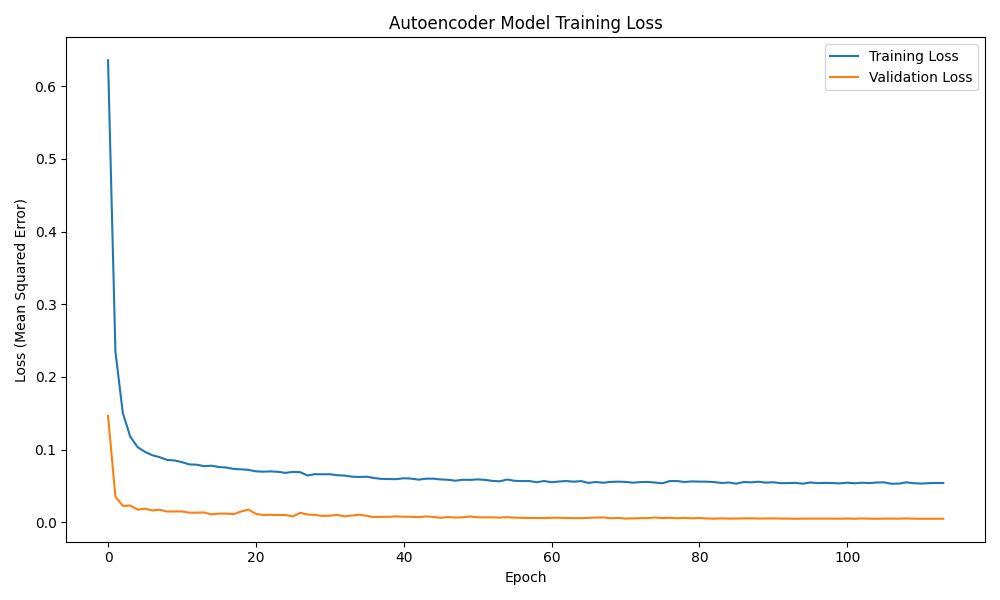 Autoencoder Model Training Loss
Training Loss
Validation Loss
Loss (Mean Squared Error)
0.6
0.5
0.4
0.3
0.2
0.1
0.0
0
20
40
60
80
100
Epoch